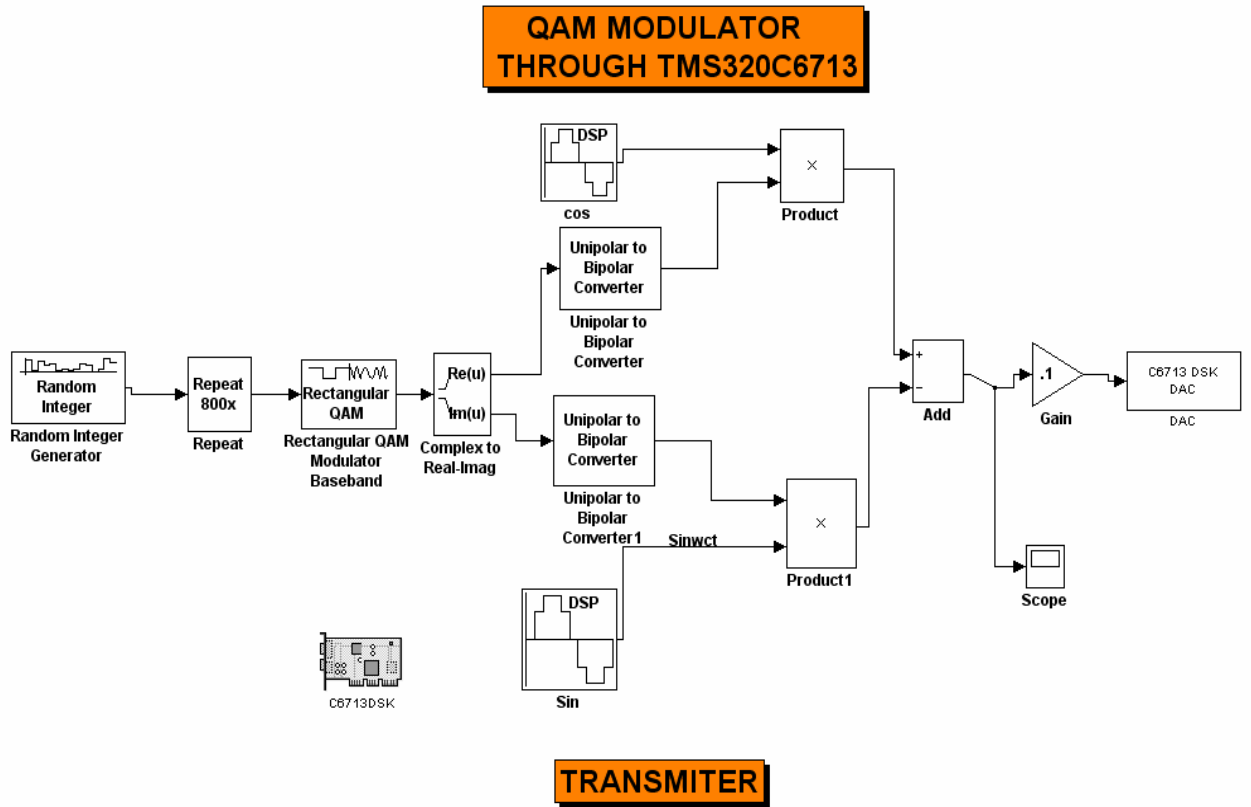 QAM MODULATOR
THROUGH TMS320C6713
DSP
cos
×
Product
Unipolar to
Bipolar
Converter
Unipolar to
Bipolar
Converter
Random
Integer
Random Integer
Generator
Repeat
800x
Repeat
Rectangular
QAM
Rectangular QAM
Modulator
Baseband
Re(u)
Im(u)
Complex to
Real-Imag
Unipolar to
Bipolar
Converter
Unipolar to
Bipolar
Converter1
+
−
Add
.1
Gain
C6713 DSK
DAC
DAC
Sinwct
×
Product1
Scope
DSP
Sin
C6713DSK
TRANSMITER